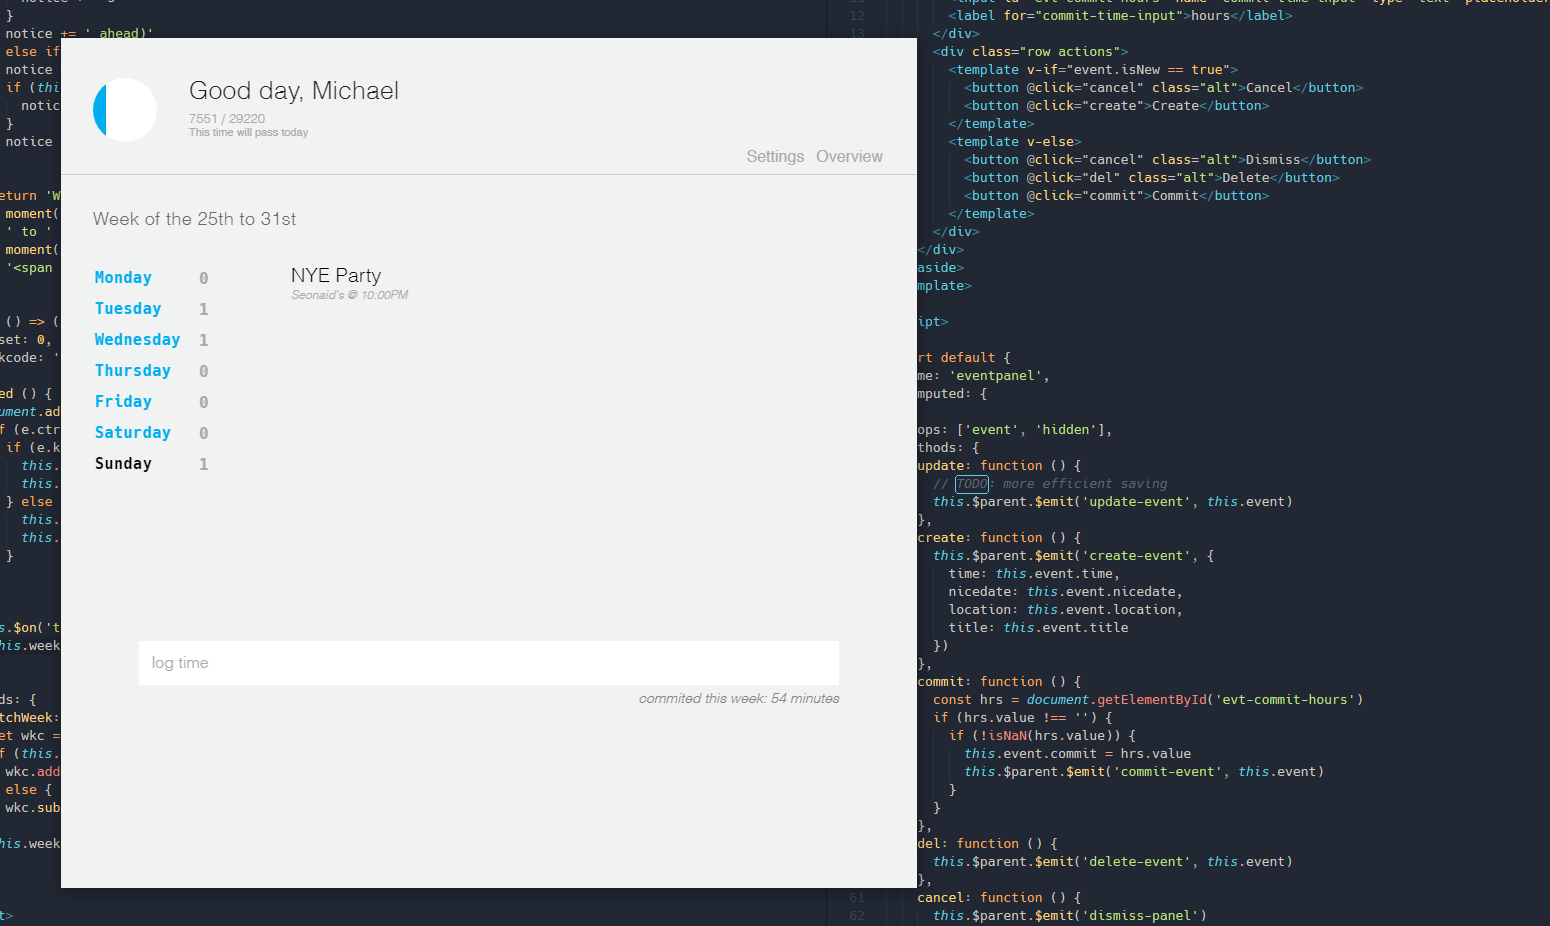 notice
}
notice += ' ahead)'
else if
notice
if (thi
notic
}
notice
eturn 'W
moment(
' to '
moment(
'<span
() => (
set: 0,
kcode: '
ed () {
ument.ad
f (e.ctr
if (e.k
this.
this.
} else
this.
this.
}
s.$on('t
his.week
ds: {
tchWeek:
et wkc =
f (this.
wkc.add
else {
wkc.sub
his.week
t>
Good day, Michael
7551 / 29220
This time will pass today
Settings Overview
Week of the 25th to 31st
Monday 0
Tuesday 1
Wednesday 1
Thursday 0
Friday 0
Saturday 0
Sunday 1
NYE Party
Seonaid's @ 10:00PM
log time
commited this week: 54 minutes
12 <label for="commit-time-input">hours</label>
13 </div>
<div class="row actions">
<template v-if="event.isNew == true">
<button @click="cancel" class="alt">Cancel</button>
<button @click="create">Create</button>
</template>
<template v-else>
<button @click="cancel" class="alt">Dismiss</button>
<button @click="del" class="alt">Delete</button>
<button @click="commit">Commit</button>
</template>
</div>
</div>
aside>
mplate>
ipt>
rt default {
me: 'eventpanel',
mputed: {
ops: ['event', 'hidden'],
thods: {
update: function () {
// TODO: more efficient saving
this.$parent.$emit('update-event', this.event)
},
create: function () {
this.$parent.$emit('create-event', {
time: this.event.time,
nicedate: this.event.nicedate,
location: this.event.location,
title: this.event.title
})
},
commit: function () {
const hrs = document.getElementById('evt-commit-hours')
if (hrs.value !== '') {
if (!isNaN(hrs.value)) {
this.event.commit = hrs.value
this.$parent.$emit('commit-event', this.event)
}
}
},
del: function () {
this.$parent.$emit('delete-event', this.event)
},
61 cancel: function () {
62 this.$parent.$emit('dismiss-panel')